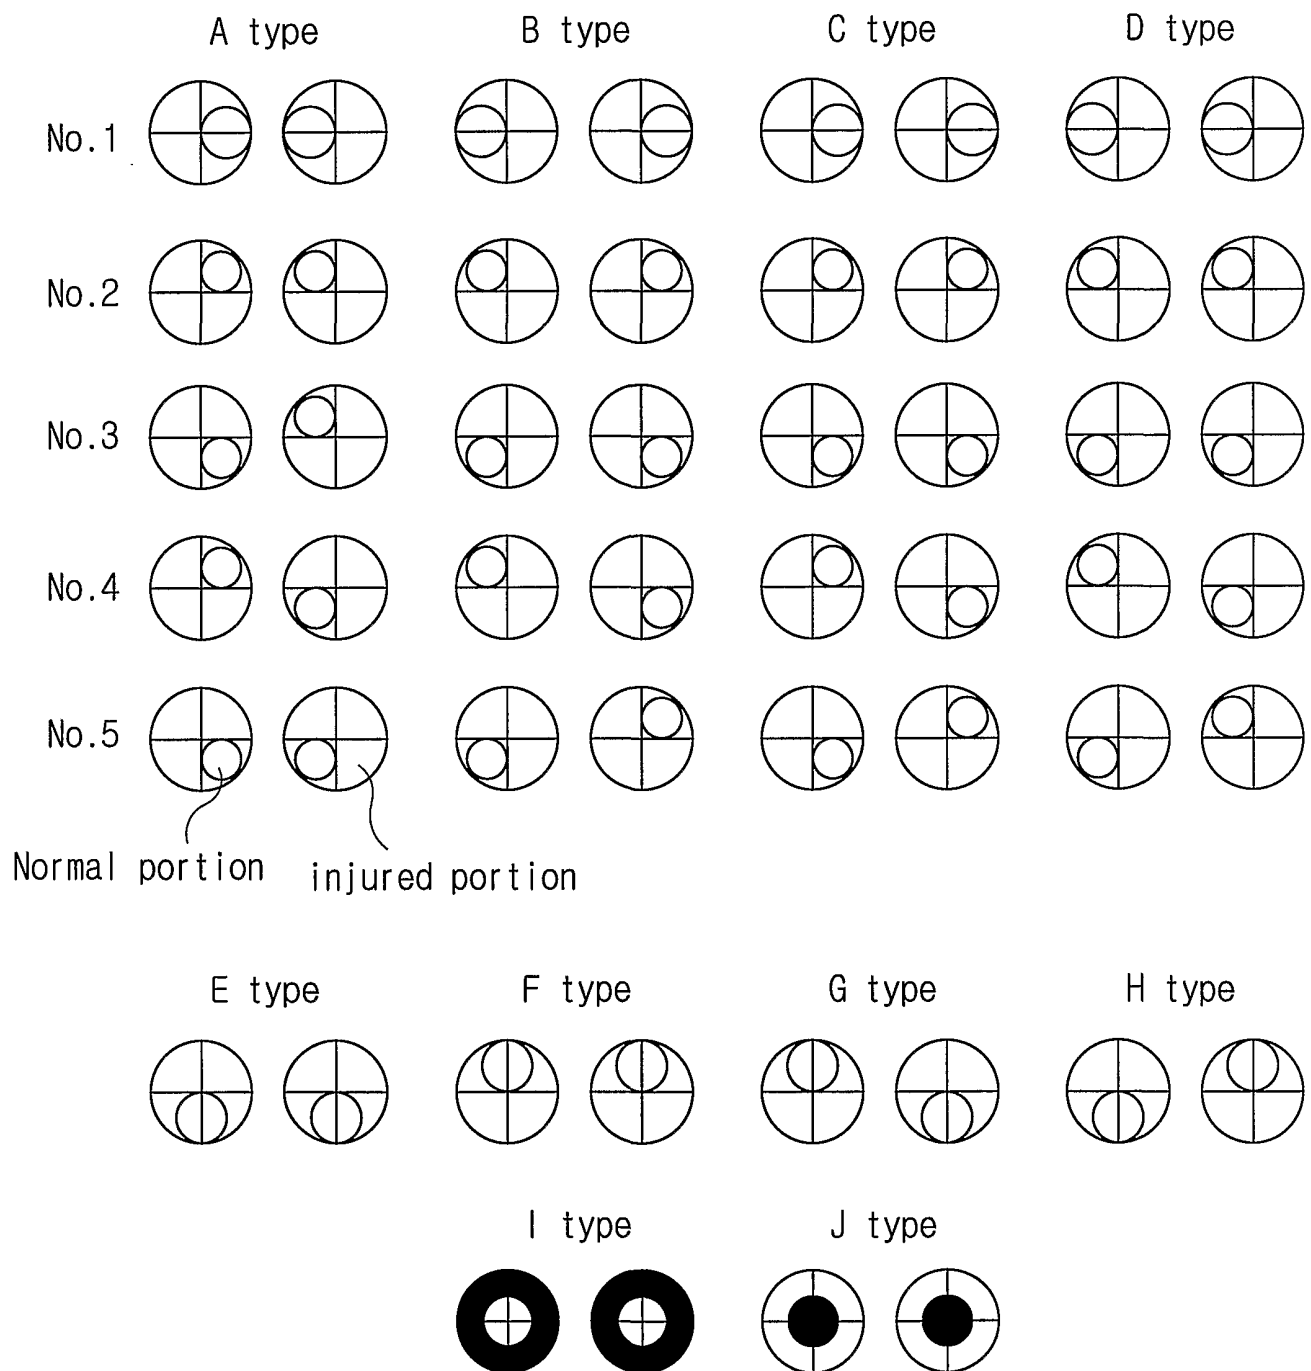 A type B type C type D type
No.1
No.2
No.3
No.4
No.5
Normal portion injured portion
E type F type G type H type
I type J type